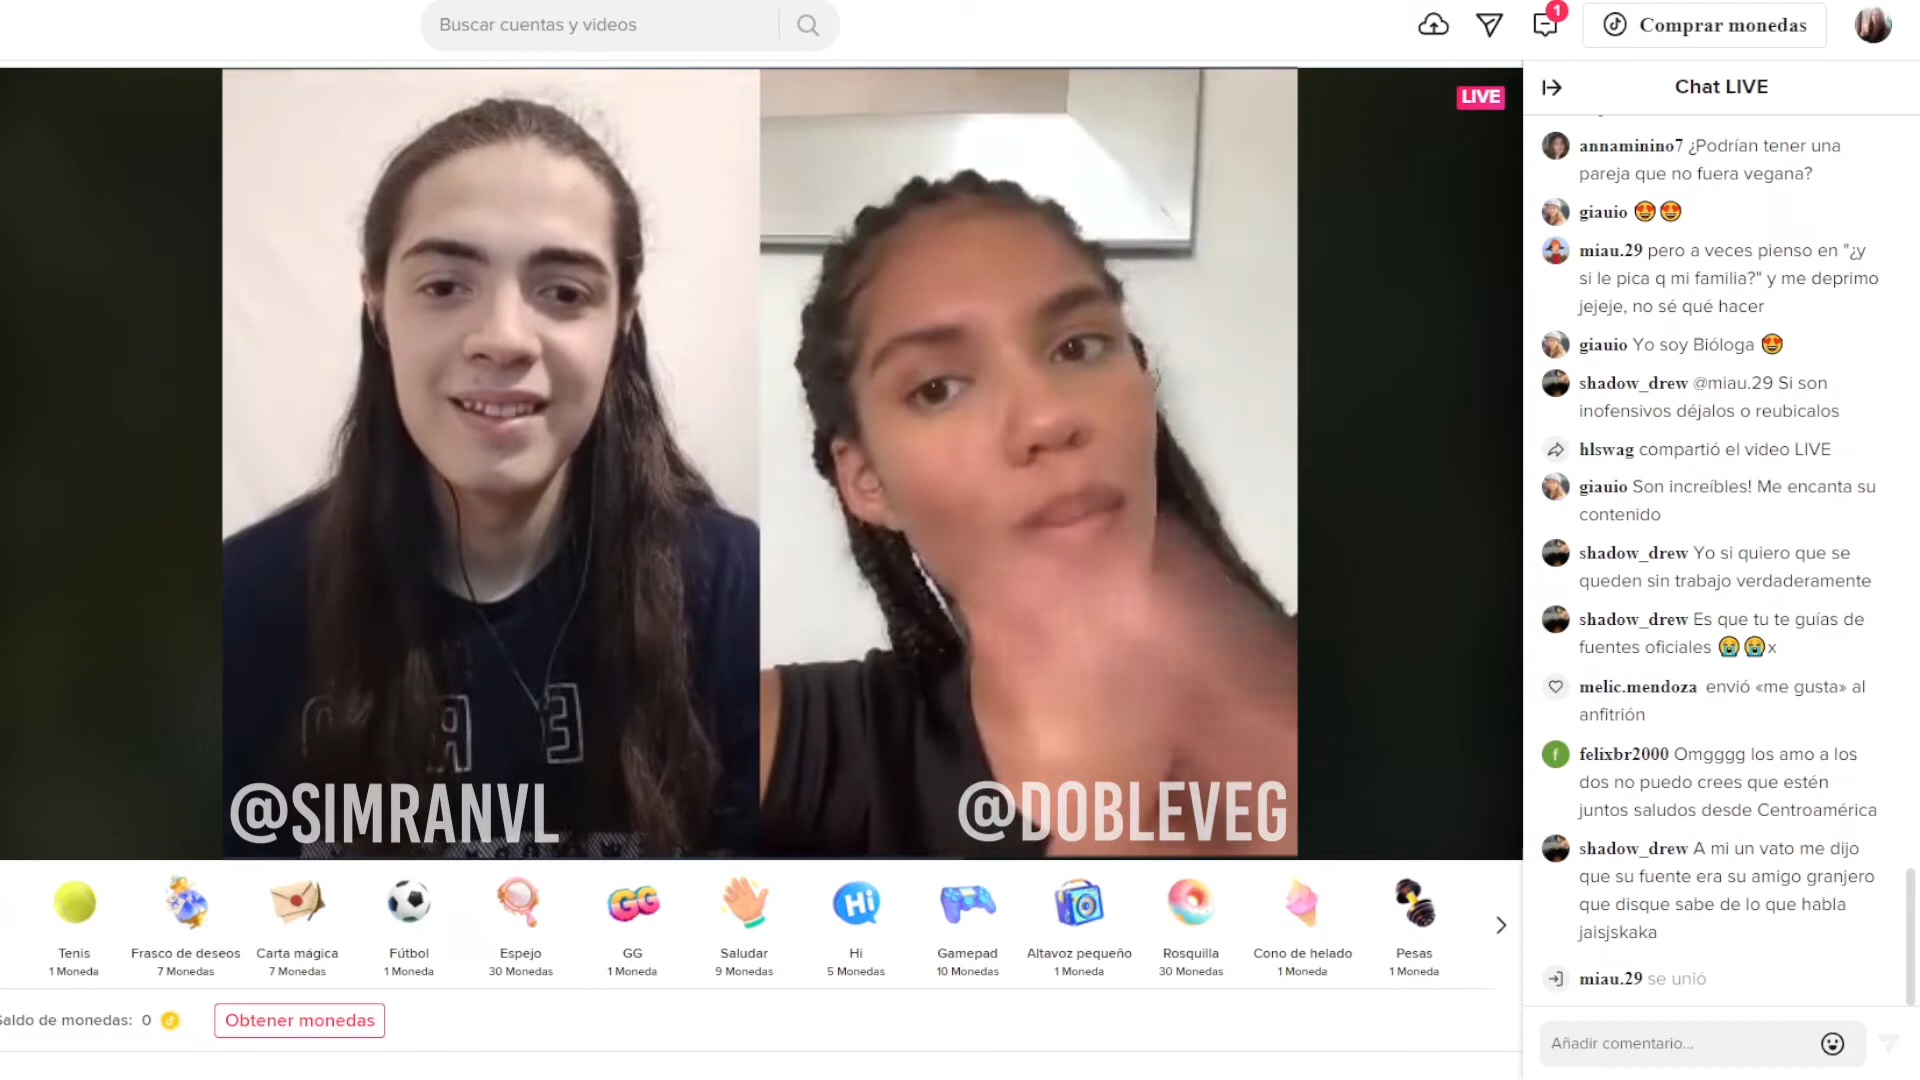 Buscar cuentas y videos
1
Comprar monedas
LIVE
@SIMRANVL
@DOBLEVEG
Chat LIVE
annaminino7 ¿Podrían tener una
pareja que no fuera vegana?
giauio 😍😍
miau.29 pero a veces pienso en "¿y
si le pica q mi familia?" y me deprimo
jejeje, no sé qué hacer
giauio Yo soy Bióloga 😍
shadow_drew @miau.29 Si son
inofensivos déjalos o reubicalos
hlswag compartió el video LIVE
giauio Son increíbles! Me encanta su
contenido
shadow_drew Yo si quiero que se
queden sin trabajo verdaderamente
shadow_drew Es que tu te guías de
fuentes oficiales 😭😭x
melic.mendoza envió «me gusta» al
anfitrión
f
felixbr2000 Omgggg los amo a los
dos no puedo crees que estén
juntos saludos desde Centroamérica
shadow_drew A mi un vato me dijo
que su fuente era su amigo granjero
que disque sabe de lo que habla
jaisjskaka
miau.29 se unió
Añadir comentario...
GG
Hi
Tenis
1 Moneda
Frasco de deseos
7 Monedas
Carta mágica
7 Monedas
Fútbol
1 Moneda
Espejo
30 Monedas
GG
1 Moneda
Saludar
9 Monedas
Hi
5 Monedas
Gamepad
10 Monedas
Altavoz pequeño
1 Moneda
Rosquilla
30 Monedas
Cono de helado
1 Moneda
Pesas
1 Moneda
Saldo de monedas: 0
Obtener monedas